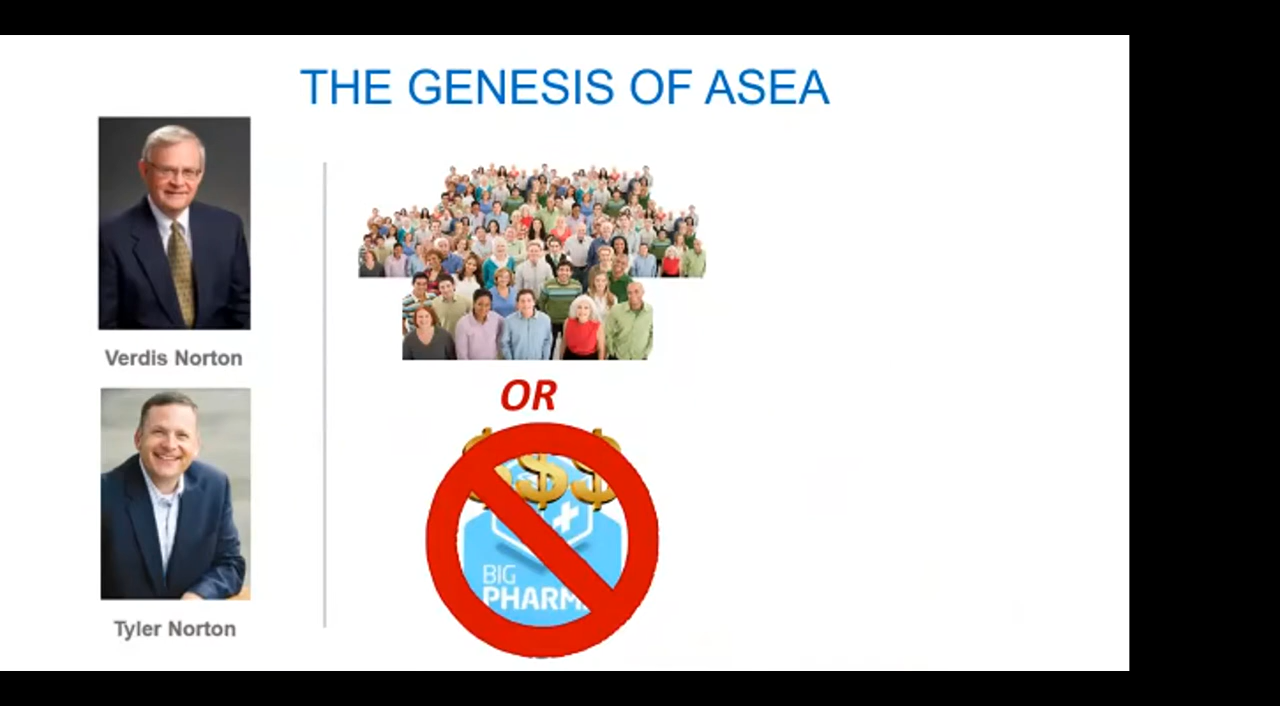 THE GENESIS OF ASEA
Verdis Norton
Tyler Norton
OR
$$$
BIG
PHARM